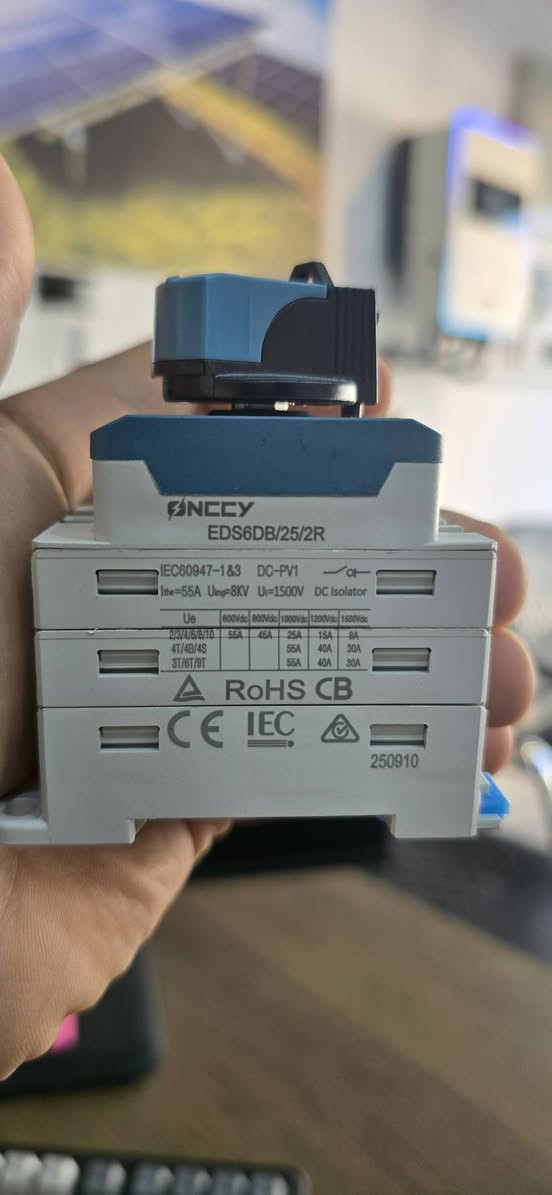 ONCCY
EDS6DB/25/2R
IEC60947-1&3 DC-PV1
Ithe=55A Uimp=8KV Ui=1500V DC Isolator
Ue 600Vdc 800Vdc 1000Vdc 1200Vdc 1500Vdc
2/3/4/6/8/10 55A 45A 25A 15A 8A
4T/4B/4S 55A 40A 30A
3T/6T/9T 55A 40A 30A
RoHS CB
CE IEC
250910